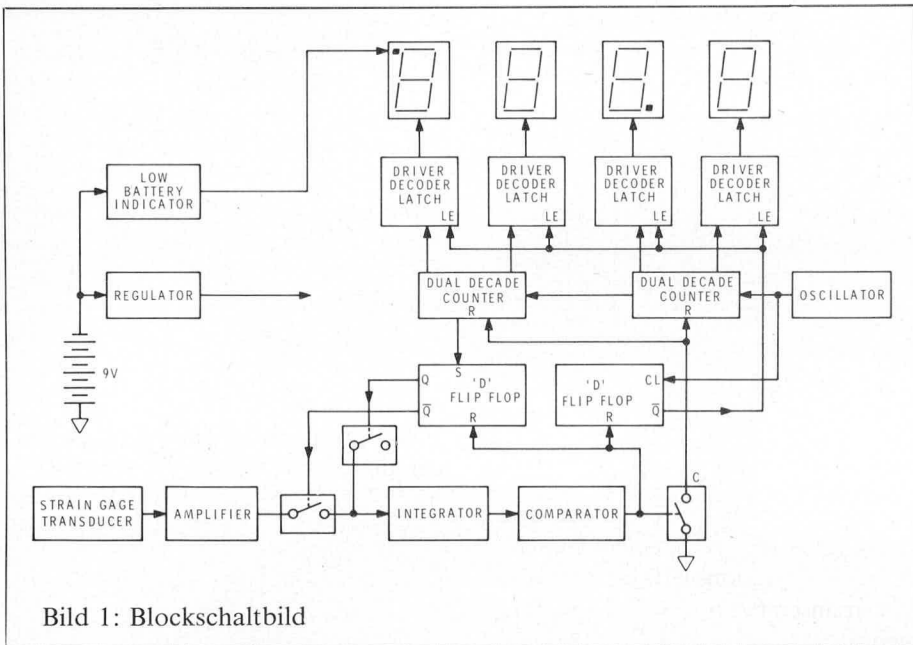 LOW
BATTERY
INDICATOR
DRIVER
DECODER
LATCH
LE
DRIVER
DECODER
LATCH
LE
DRIVER
DECODER
LATCH
LE
DRIVER
DECODER
LATCH
LE
REGULATOR
DUAL DECADE
COUNTER
R
DUAL DECADE
COUNTER
R
OSCILLATOR
9V
Q
S
'D'
FLIP FLOP
Q̅
R
'D'
FLIP FLOP
CL
Q̅
R
C
STRAIN GAGE
TRANSDUCER
AMPLIFIER
INTEGRATOR
COMPARATOR
Bild 1: Blockschaltbild